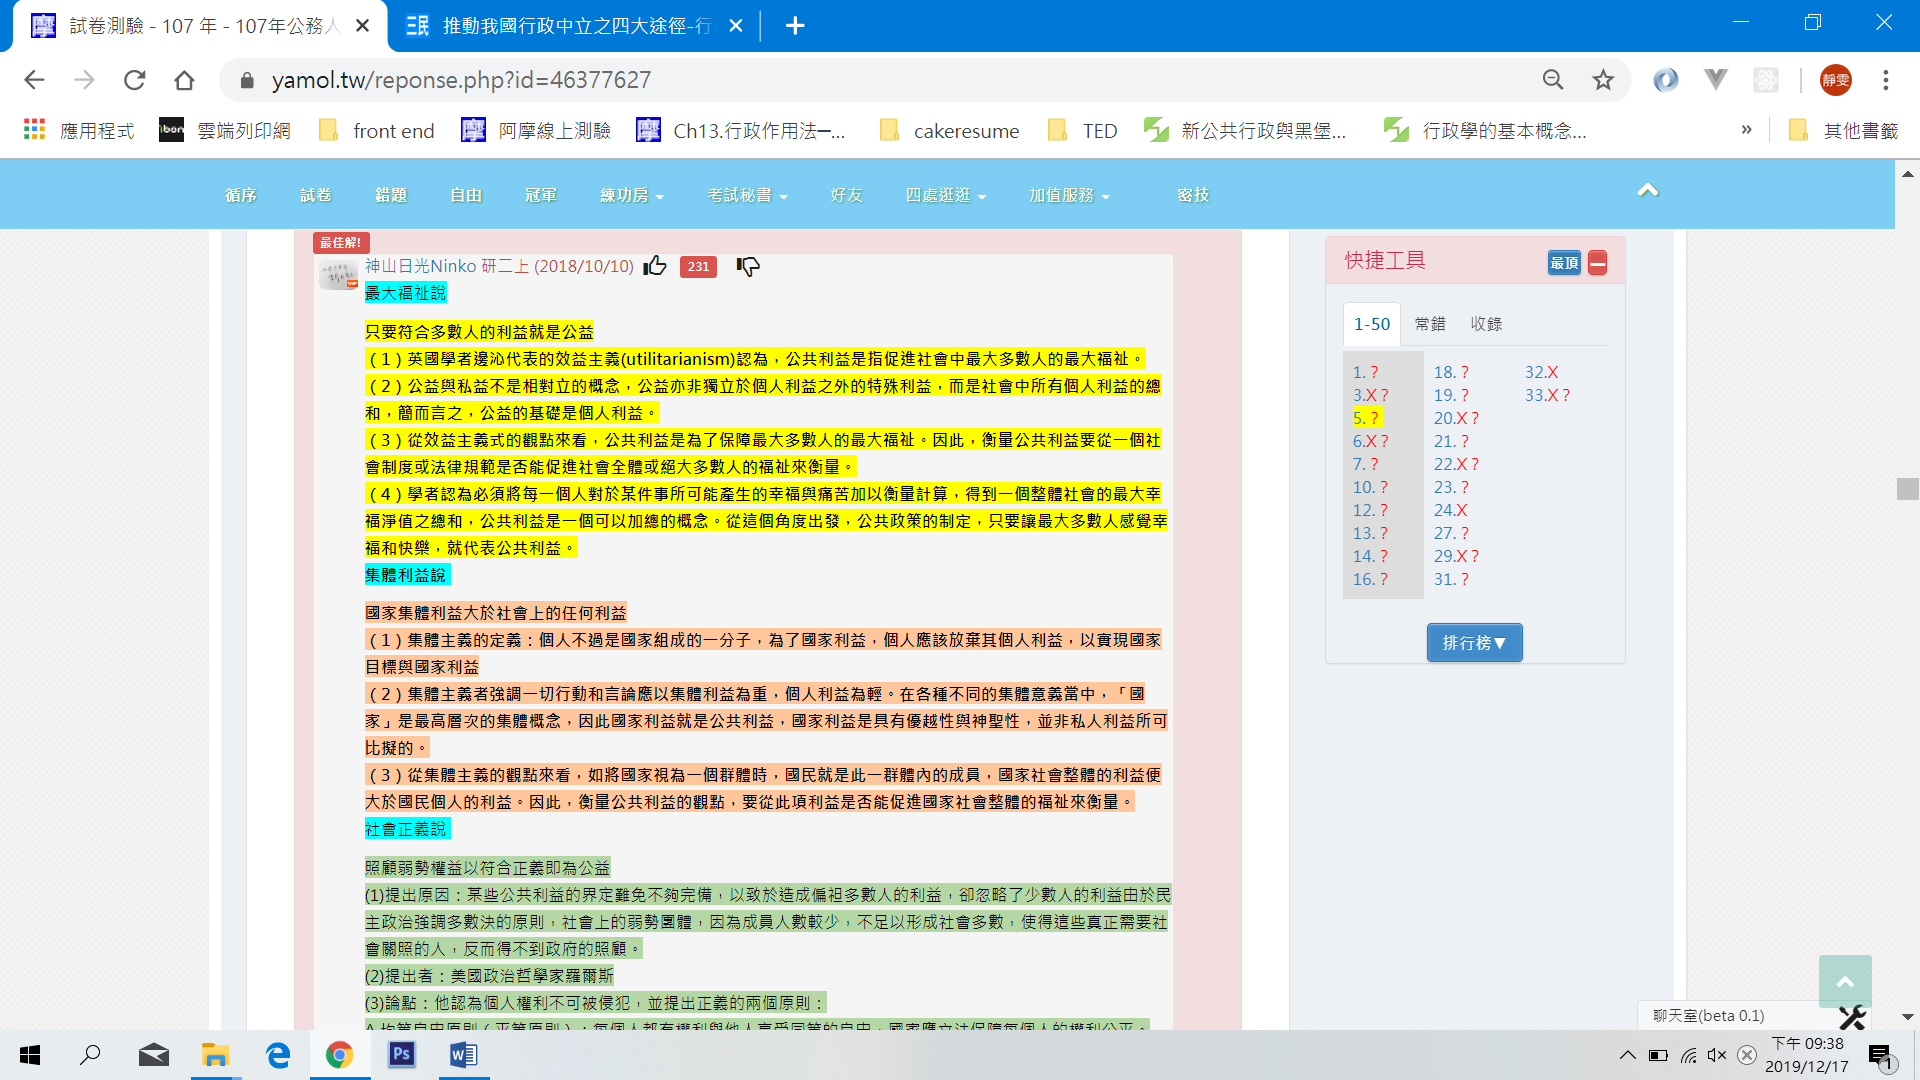 試卷測驗 - 107 年 - 107年公務人
推動我國行政中立之四大途徑-行
yamol.tw/reponse.php?id=46377627
靜雯
應用程式
雲端列印網
front end
阿摩線上測驗
Ch13.行政作用法─...
cakeresume
TED
新公共行政與黑堡...
行政學的基本概念...
»
其他書籤
循序 試卷 錯題 自由 冠軍 練功房 考試秘書 好友 四處逛逛 加值服務 密技
最佳解!
神山日光Ninko 研二上 (2018/10/10) 231
最大福祉說
只要符合多數人的利益就是公益
（1）英國學者邊沁代表的效益主義(utilitarianism)認為，公共利益是指促進社會中最大多數人的最大福祉。
（2）公益與私益不是相對立的概念，公益亦非獨立於個人利益之外的特殊利益，而是社會中所有個人利益的總
和，簡而言之，公益的基礎是個人利益。
（3）從效益主義式的觀點來看，公共利益是為了保障最大多數人的最大福祉。因此，衡量公共利益要從一個社
會制度或法律規範是否能促進社會全體或絕大多數人的福祉來衡量。
（4）學者認為必須將每一個人對於某件事所可能產生的幸福與痛苦加以衡量計算，得到一個整體社會的最大幸
福淨值之總和，公共利益是一個可以加總的概念。從這個角度出發，公共政策的制定，只要讓最大多數人感覺幸
福和快樂，就代表公共利益。
集體利益說
國家集體利益大於社會上的任何利益
（1）集體主義的定義：個人不過是國家組成的一分子，為了國家利益，個人應該放棄其個人利益，以實現國家
目標與國家利益
（2）集體主義者強調一切行動和言論應以集體利益為重，個人利益為輕。在各種不同的集體意義當中，「國
家」是最高層次的集體概念，因此國家利益就是公共利益，國家利益是具有優越性與神聖性，並非私人利益所可
比擬的。
（3）從集體主義的觀點來看，如將國家視為一個群體時，國民就是此一群體內的成員，國家社會整體的利益便
大於國民個人的利益。因此，衡量公共利益的觀點，要從此項利益是否能促進國家社會整體的福祉來衡量。
社會正義說
照顧弱勢權益以符合正義即為公益
(1)提出原因：某些公共利益的界定難免不夠完備，以致於造成偏袒多數人的利益，卻忽略了少數人的利益由於民
主政治強調多數決的原則，社會上的弱勢團體，因為成員人數較少，不足以形成社會多數，使得這些真正需要社
會關照的人，反而得不到政府的照顧。
(2)提出者：美國政治哲學家羅爾斯
(3)論點：他認為個人權利不可被侵犯，並提出正義的兩個原則：
A.均等自由原則（平等原則）：每個人都有權利與他人享受同等的自由，國家應立法保障每個人的權利公平。
快捷工具 最頂
1-50 常錯 收錄
1. ? 18. ? 32.X
3.X ? 19. ? 33.X ?
5. ? 20.X ?
6.X ? 21. ?
7. ? 22.X ?
10. ? 23. ?
12. ? 24.X
13. ? 27. ?
14. ? 29.X ?
16. ? 31. ?
排行榜▼
聊天室(beta 0.1)
Ps
下午 09:38
2019/12/17
1